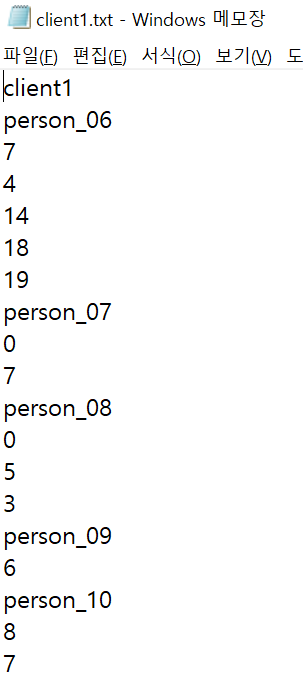 client1.txt - Windows 메모장
파일(F) 편집(E) 서식(O) 보기(V) 도
client1
person_06
7
4
14
18
19
person_07
0
7
person_08
0
5
3
person_09
6
person_10
8
7